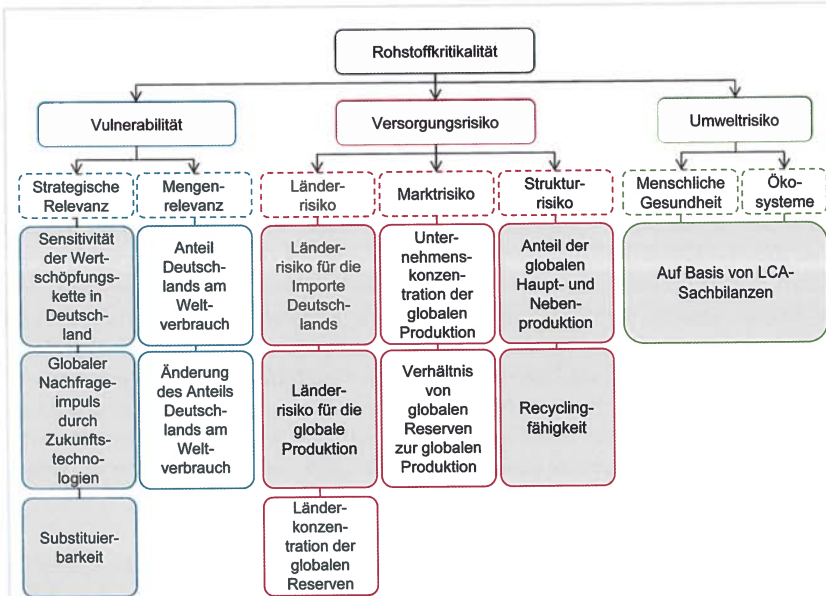 Rohstoffkritikalität
Vulnerabilität
Versorgungsrisiko
Umweltrisiko
Strategische
Relevanz
Mengen-
relevanz
Länder-
risiko
Marktrisiko
Struktur-
risiko
Menschliche
Gesundheit
Öko-
systeme
Sensitivität
der Wert-
schöpfungs-
kette in
Deutsch-
land
Anteil
Deutsch-
lands am
Welt-
verbrauch
Länder-
risiko für die
Importe
Deutsch-
lands
Unter-
nehmens-
konzen-
tration der
globalen
Produktion
Anteil der
globalen
Haupt- und
Neben-
produktion
Auf Basis von LCA-
Sachbilanzen
Globaler
Nachfrage-
impuls
durch
Zukunfts-
techno-
logien
Änderung
des Anteils
Deutsch-
lands am
Welt-
verbrauch
Länder-
risiko für die
globale
Produktion
Verhältnis
von
globalen
Reserven
zur globalen
Produktion
Recycling-
fähigkeit
Substituier-
barkeit
Länder-
konzen-
tration der
globalen
Reserven